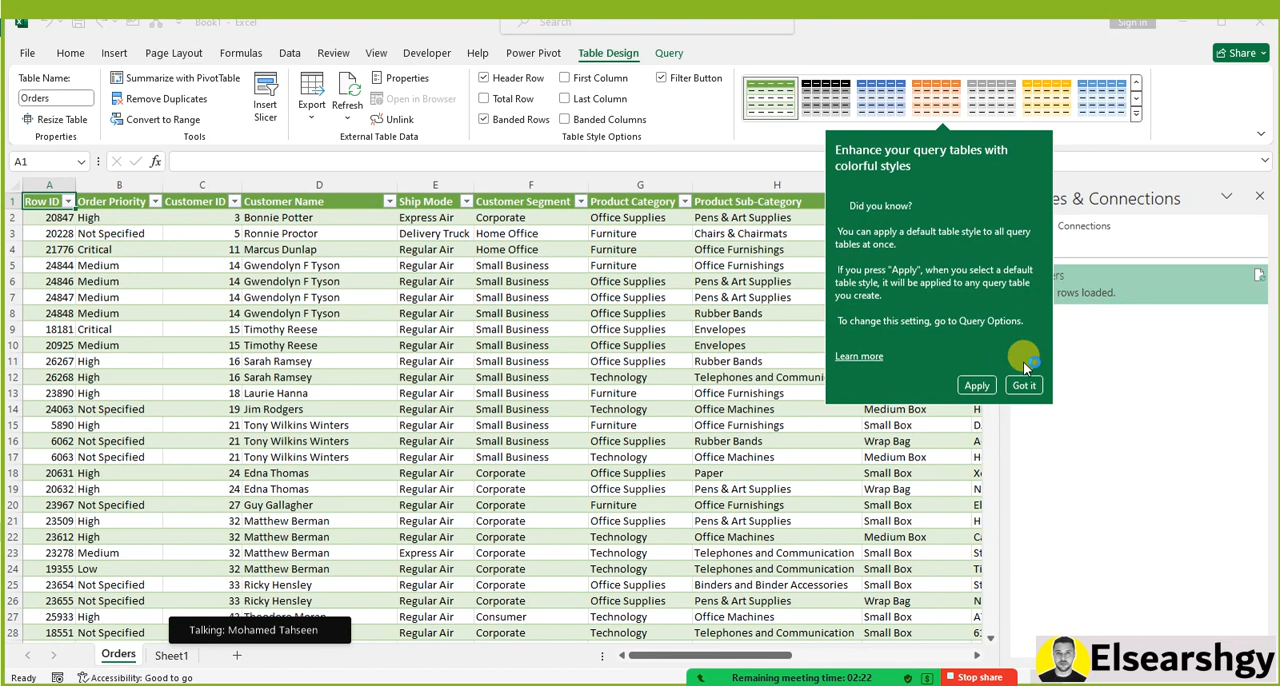 Book1 - Excel
Search
Sign in
File Home Insert Page Layout Formulas Data Review View Developer Help Power Pivot Table Design Query Share
Table Name:
Orders
Resize Table
Properties
Summarize with PivotTable
Remove Duplicates
Convert to Range
Tools
Insert
Slicer
Export
Refresh
Properties
Open in Browser
Unlink
External Table Data
Header Row First Column Filter Button
Total Row Last Column
Banded Rows Banded Columns
Table Style Options
A1 fx
Enhance your query tables with
colorful styles
Did you know?
You can apply a default table style to all query
tables at once.
If you press "Apply", when you select a default
table style, it will be applied to any query table
you create.
To change this setting, go to Query Options.
Learn more
Apply Got it
es & Connections
Connections
ers
rows loaded.
A B C D E F G H
1 Row ID Order Priority Customer ID Customer Name Ship Mode Customer Segment Product Category Product Sub-Category
2 20847 High 3 Bonnie Potter Express Air Corporate Office Supplies Pens & Art Supplies
3 20228 Not Specified 5 Ronnie Proctor Delivery Truck Home Office Furniture Chairs & Chairmats
4 21776 Critical 11 Marcus Dunlap Regular Air Home Office Furniture Office Furnishings
5 24844 Medium 14 Gwendolyn F Tyson Regular Air Small Business Furniture Office Furnishings
6 24846 Medium 14 Gwendolyn F Tyson Regular Air Small Business Office Supplies Pens & Art Supplies
7 24847 Medium 14 Gwendolyn F Tyson Regular Air Small Business Office Supplies Pens & Art Supplies
8 24848 Medium 14 Gwendolyn F Tyson Regular Air Small Business Office Supplies Rubber Bands
9 18181 Critical 15 Timothy Reese Regular Air Small Business Office Supplies Envelopes
10 20925 Medium 15 Timothy Reese Regular Air Small Business Office Supplies Envelopes
11 26267 High 16 Sarah Ramsey Regular Air Small Business Office Supplies Rubber Bands
12 26268 High 16 Sarah Ramsey Regular Air Small Business Technology Telephones and Communi
13 23890 High 18 Laurie Hanna Regular Air Small Business Furniture Office Furnishings
14 24063 Not Specified 19 Jim Rodgers Regular Air Small Business Technology Office Machines Medium Box H
15 5890 High 21 Tony Wilkins Winters Regular Air Small Business Furniture Office Furnishings Small Box D
16 6062 Not Specified 21 Tony Wilkins Winters Regular Air Small Business Office Supplies Rubber Bands Wrap Bag A
17 6063 Not Specified 21 Tony Wilkins Winters Regular Air Small Business Technology Office Machines Medium Box H
18 20631 High 24 Edna Thomas Regular Air Corporate Office Supplies Paper Small Box X
19 20632 High 24 Edna Thomas Regular Air Corporate Office Supplies Pens & Art Supplies Wrap Bag N
20 23967 Not Specified 27 Guy Gallagher Regular Air Corporate Furniture Office Furnishings Small Box El
21 23509 High 32 Matthew Berman Regular Air Corporate Office Supplies Pens & Art Supplies Small Box H
22 23612 High 32 Matthew Berman Regular Air Corporate Technology Office Machines Medium Box C
23 23278 Medium 32 Matthew Berman Express Air Corporate Technology Telephones and Communication Small Box St
24 19355 Low 32 Matthew Berman Regular Air Corporate Technology Telephones and Communication Small Box Ti
25 23654 Not Specified 33 Ricky Hensley Regular Air Corporate Office Supplies Binders and Binder Accessories Small Box St
26 23655 Not Specified 33 Ricky Hensley Regular Air Corporate Office Supplies Pens & Art Supplies Wrap Bag N
27 25933 High Regular Air Consumer Technology Telephones and Communication Small Box A
28 18551 Not Specified Regular Air Corporate Technology Telephones and Communication Small Box 6
Talking: Mohamed Tahseen
Orders Sheet1
Ready Accessibility: Good to go
Remaining meeting time: 02:22 Stop share
Elsearshgy